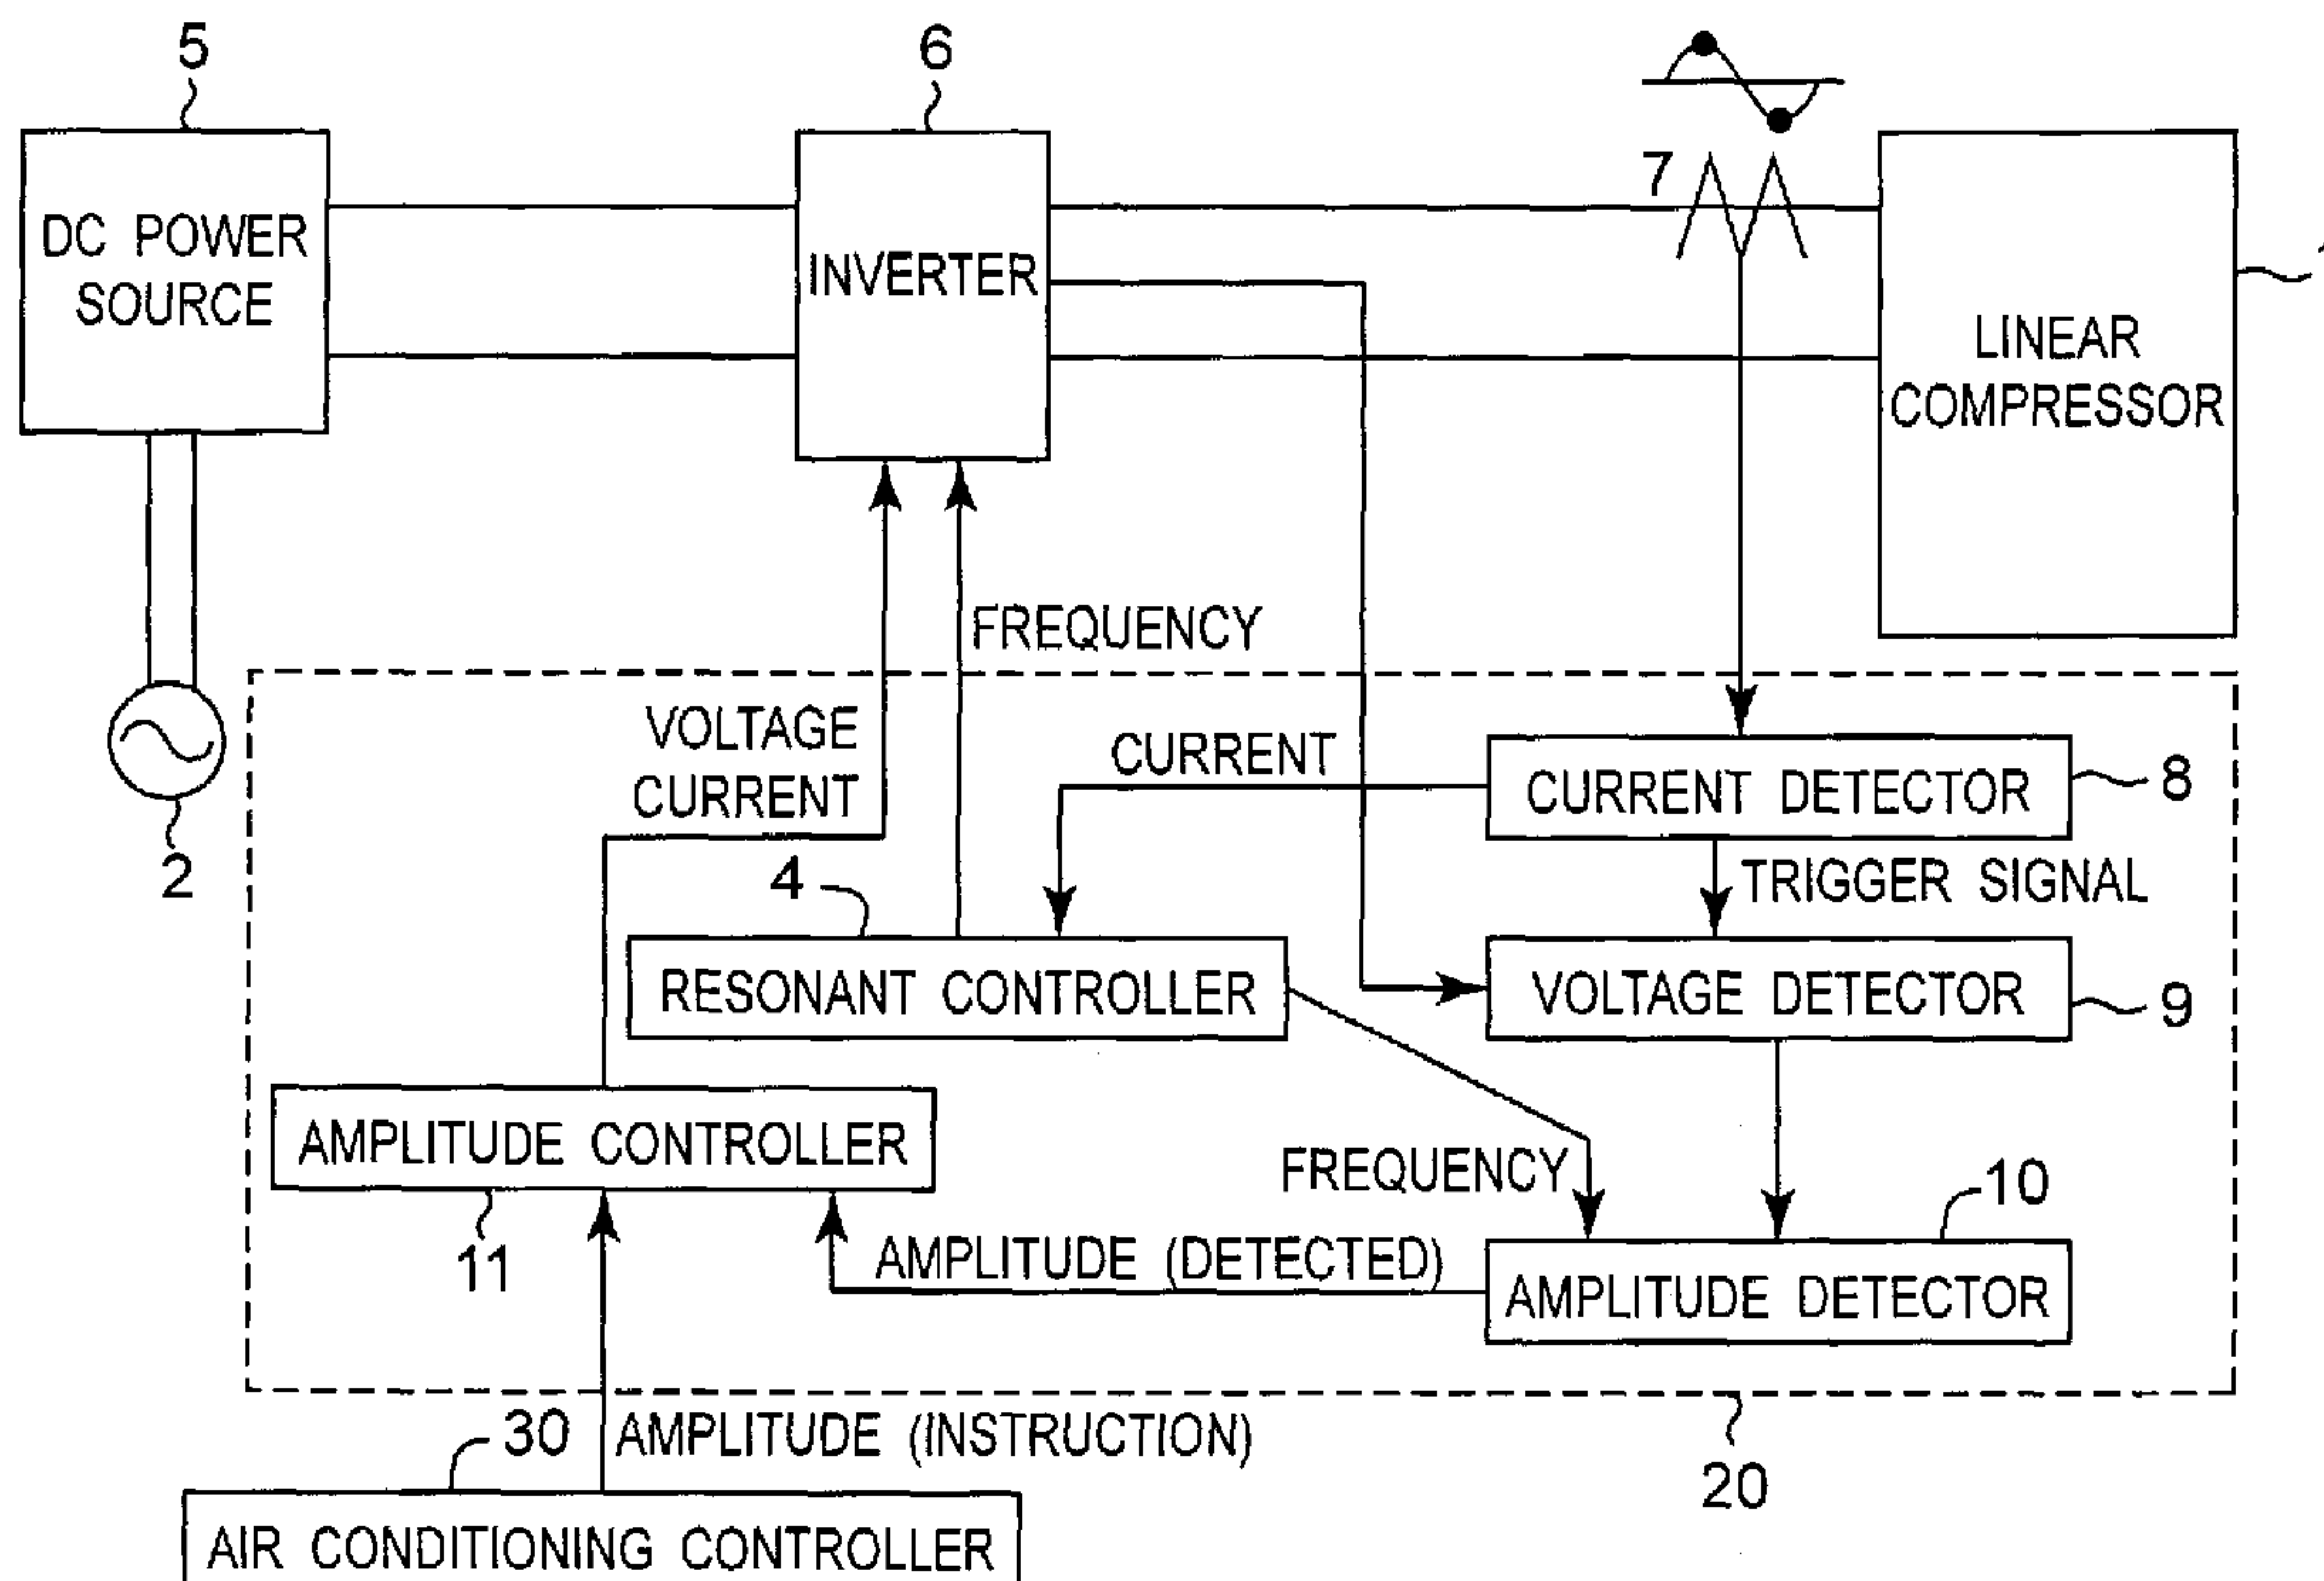 5
6
7
DC POWER
SOURCE
INVERTER
LINEAR
COMPRESSOR
FREQUENCY
VOLTAGE
CURRENT
CURRENT
CURRENT DETECTOR
8
2
4
TRIGGER SIGNAL
RESONANT CONTROLLER
VOLTAGE DETECTOR
9
AMPLITUDE CONTROLLER
FREQUENCY
10
11
AMPLITUDE (DETECTED)
AMPLITUDE DETECTOR
30
AMPLITUDE (INSTRUCTION)
20
AIR CONDITIONING CONTROLLER